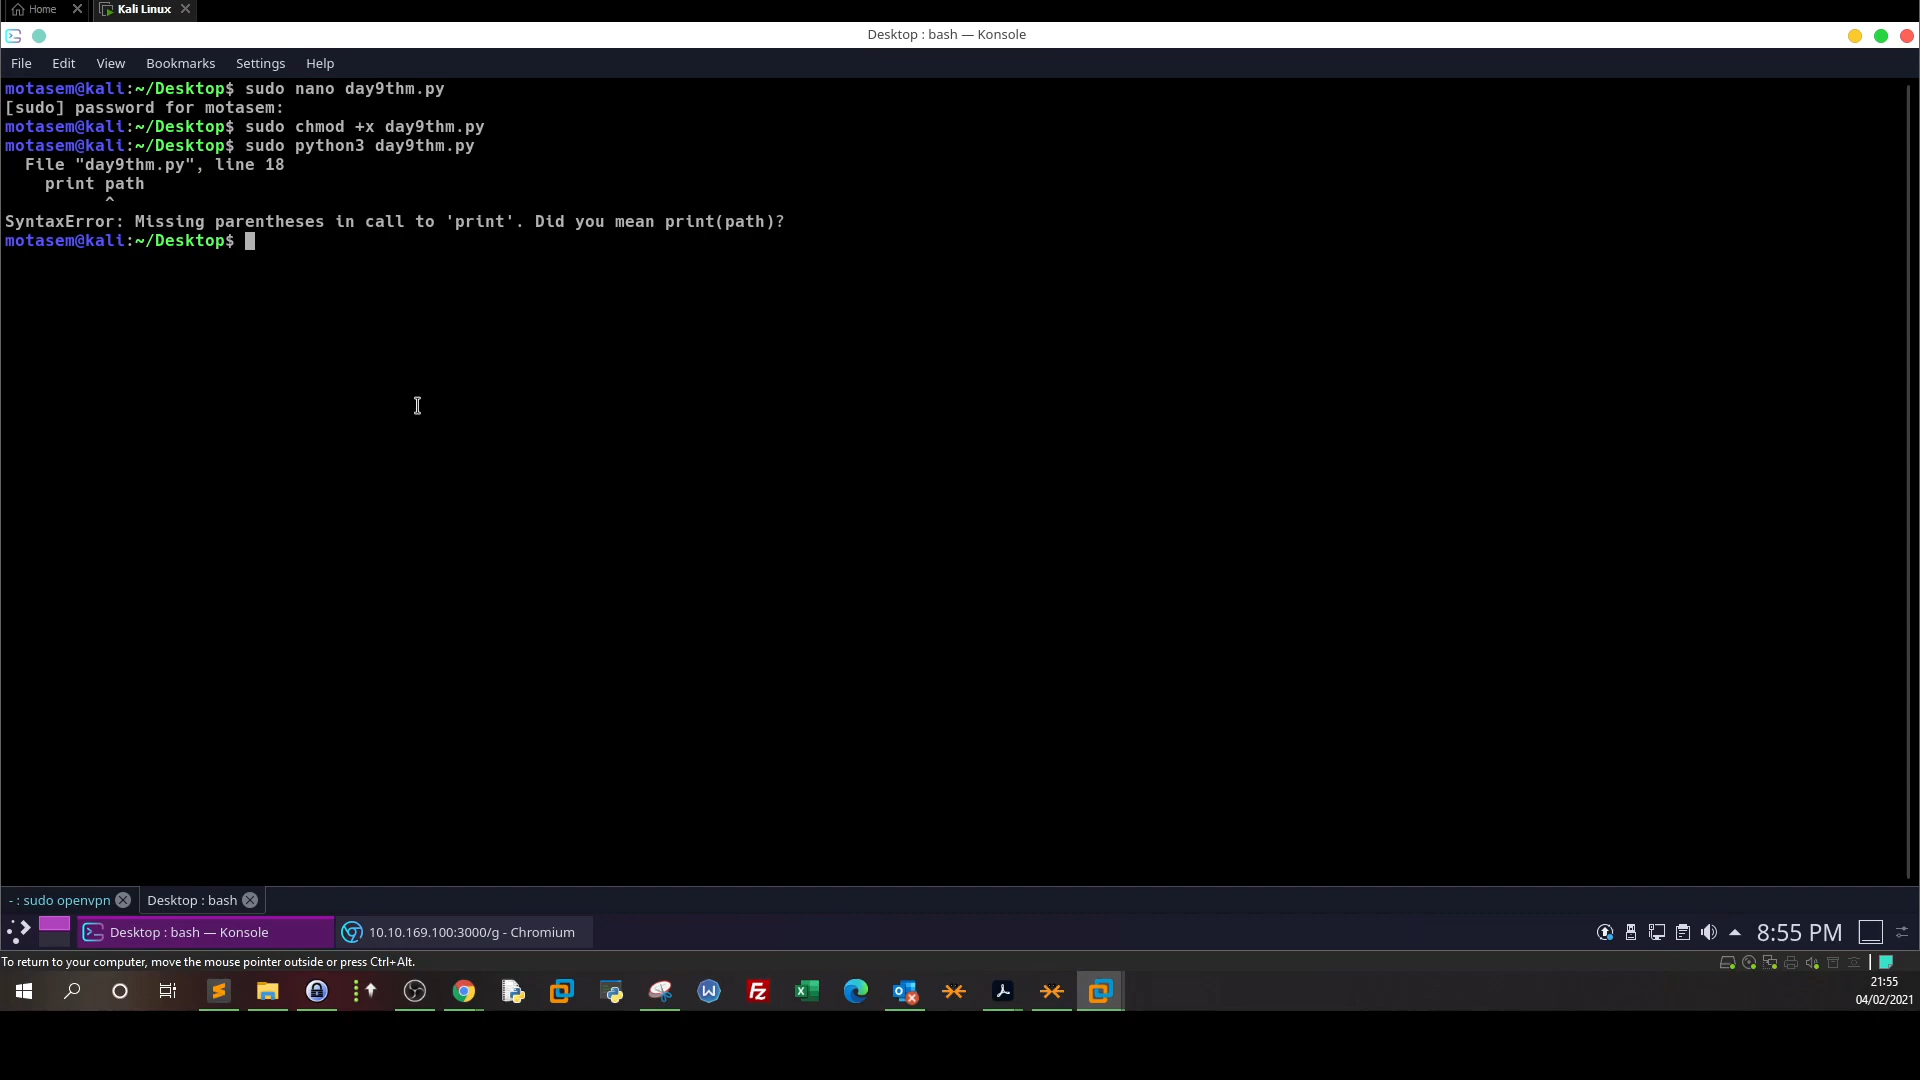 Home
Kali Linux
Desktop : bash — Konsole
File Edit View Bookmarks Settings Help
motasem@kali:~/Desktop$ sudo nano day9thm.py
[sudo] password for motasem:
motasem@kali:~/Desktop$ sudo chmod +x day9thm.py
motasem@kali:~/Desktop$ sudo python3 day9thm.py
  File "day9thm.py", line 18
    print path
          ^
SyntaxError: Missing parentheses in call to 'print'. Did you mean print(path)?
motasem@kali:~/Desktop$
- : sudo openvpn
Desktop : bash
Desktop : bash — Konsole
10.10.169.100:3000/g - Chromium
8:55 PM
To return to your computer, move the mouse pointer outside or press Ctrl+Alt.
21:55
04/02/2021